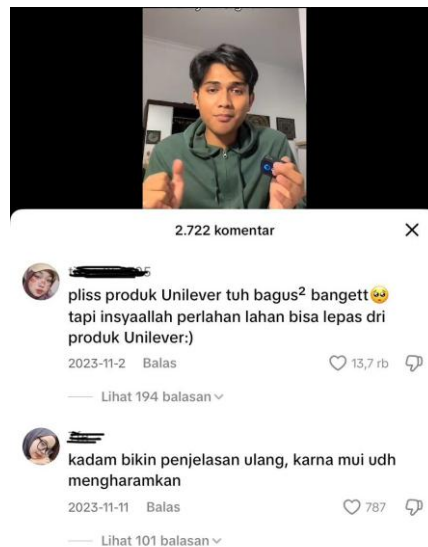 2.722 komentar
pliss produk Unilever tuh bagus² bangett🥹
tapi insyaallah perlahan lahan bisa lepas dri
produk Unilever:)
2023-11-2 Balas 13,7 rb
Lihat 194 balasan
kadam bikin penjelasan ulang, karna mui udh
mengharamkan
2023-11-11 Balas 787
Lihat 101 balasan